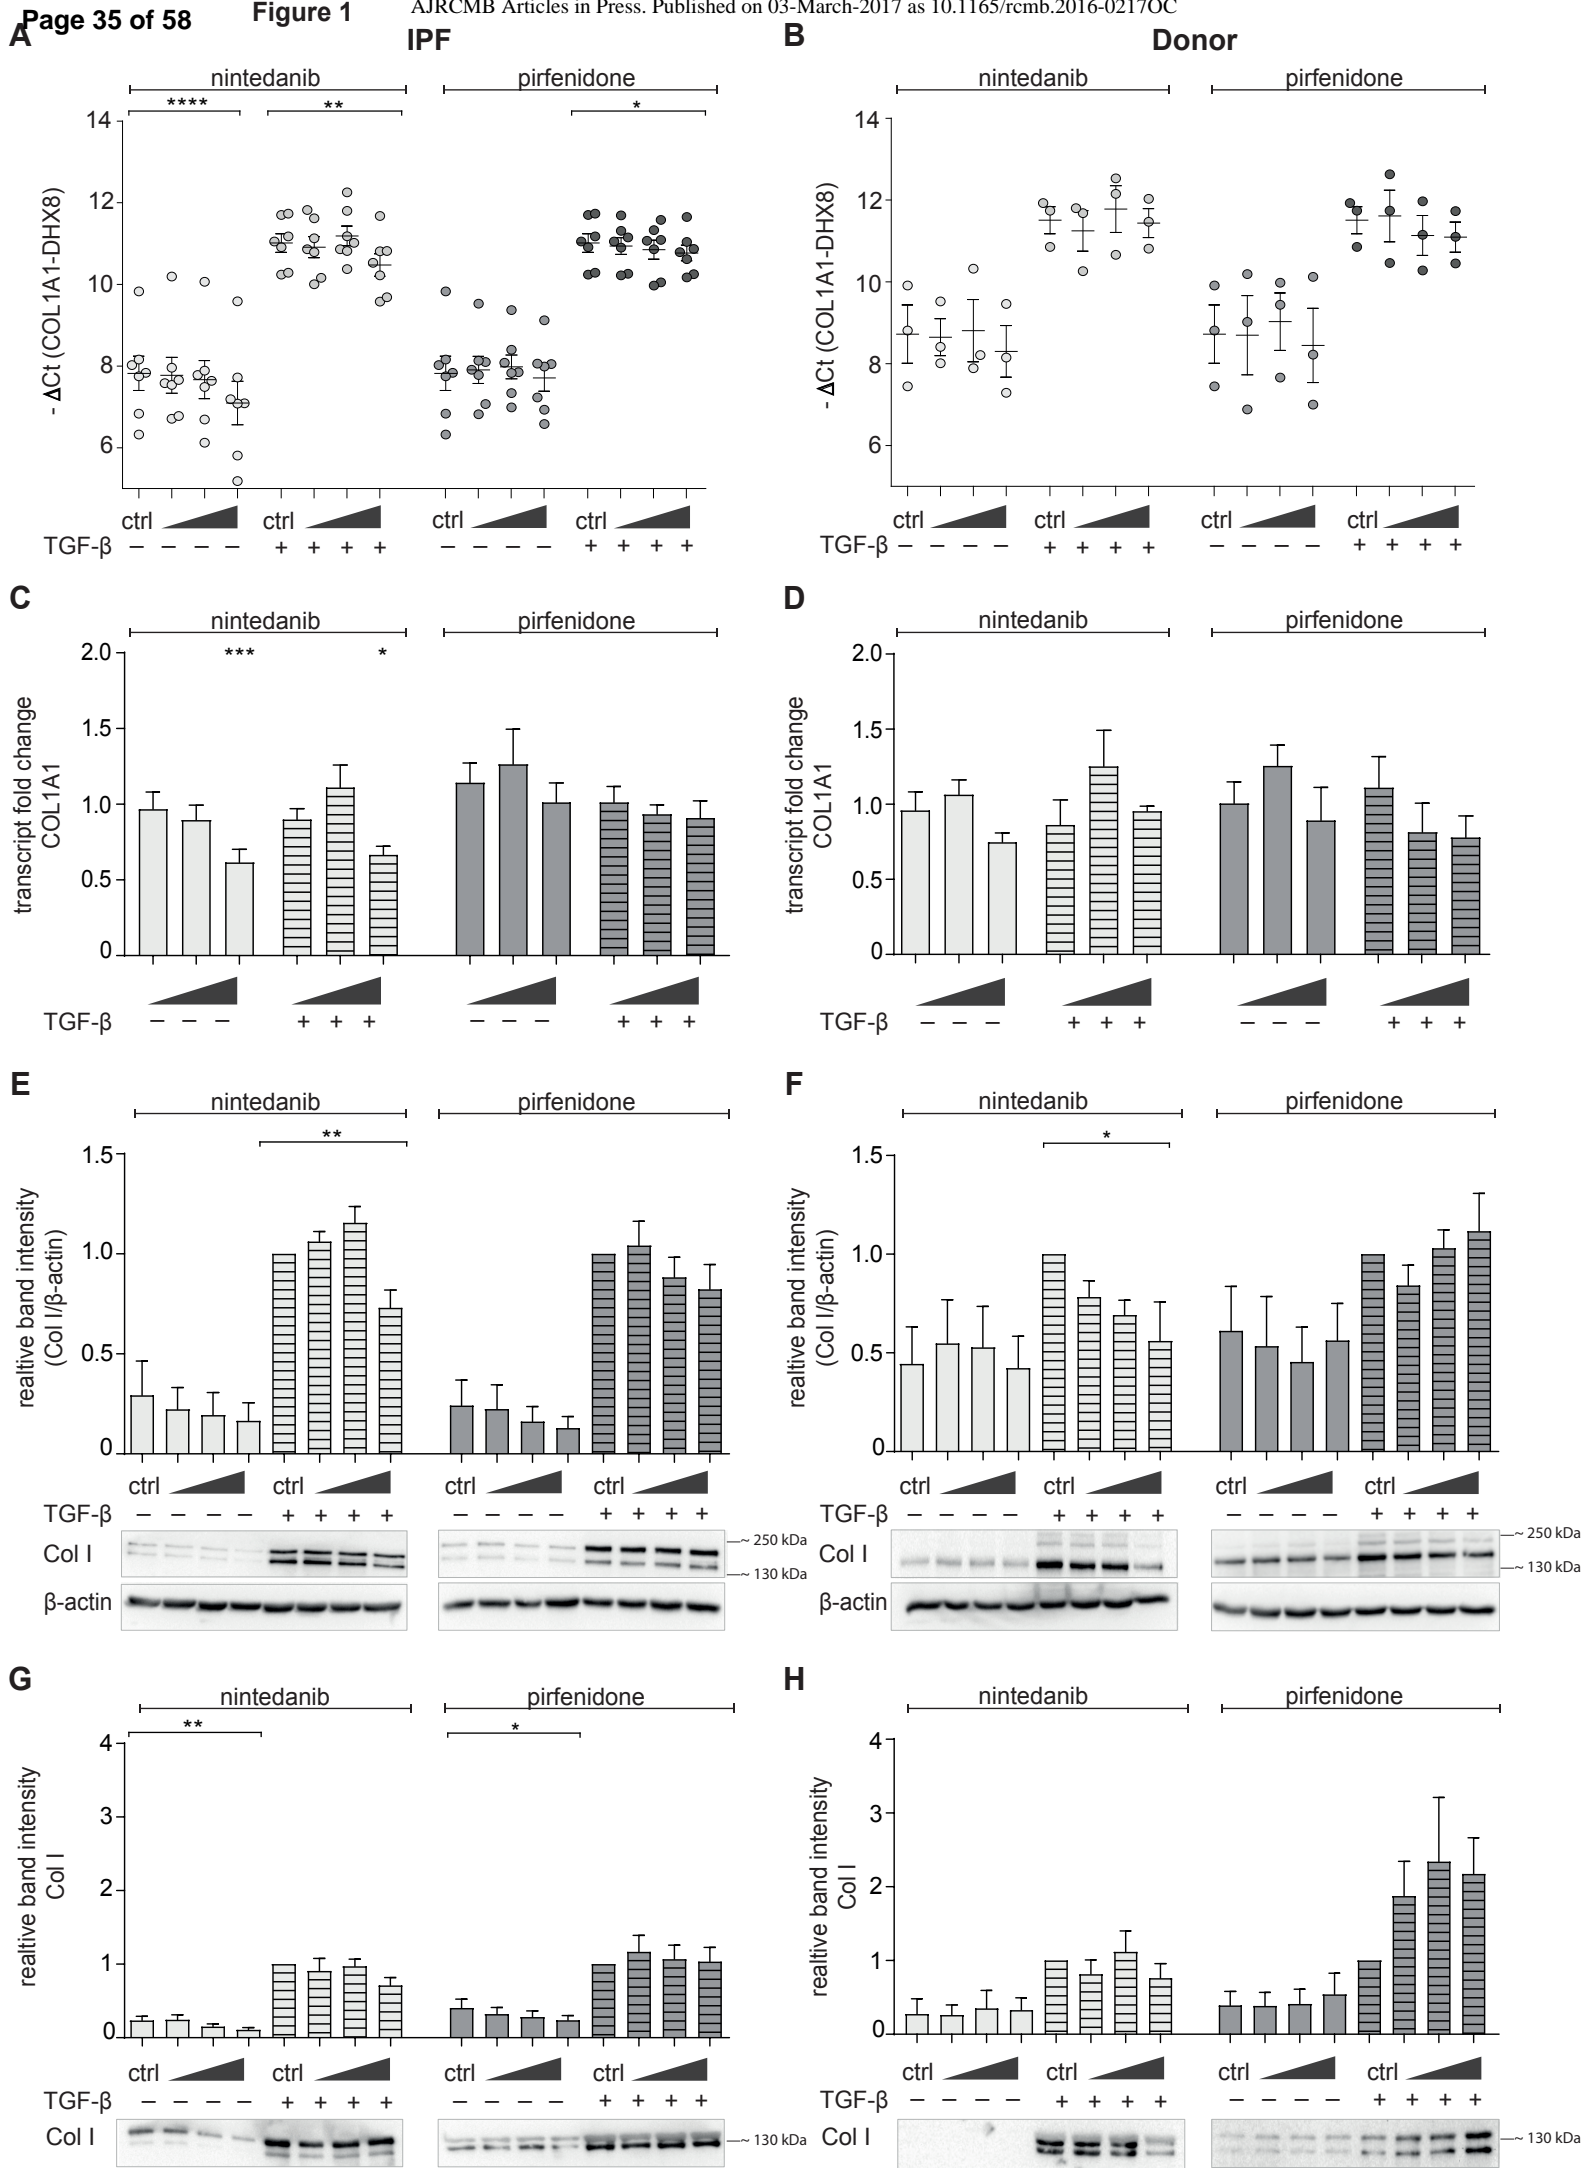 AJRCMB Articles in Press. Published on 03-March-2017 as 10.1165/rcmb.2016-0217OC
Page 35 of 58
Figure 1
A
IPF
B
Donor
nintedanib
pirfenidone
nintedanib
pirfenidone
****
**
*
- ΔCt (COL1A1-DHX8)
14
12
10
8
6
- ΔCt (COL1A1-DHX8)
14
12
10
8
6
ctrl ctrl ctrl ctrl
ctrl ctrl ctrl ctrl
TGF-β – – – – + + + + – – – – + + + +
TGF-β – – – – + + + + – – – – + + + +
C
D
nintedanib
pirfenidone
nintedanib
pirfenidone
*** *
transcript fold change
COL1A1
2.0
1.5
1.0
0.5
0
transcript fold change
COL1A1
2.0
1.5
1.0
0.5
0
TGF-β – – – + + + – – – + + +
TGF-β – – – + + + – – – + + +
E
F
nintedanib
pirfenidone
nintedanib
pirfenidone
**
*
realtive band intensity
(Col I/β-actin)
1.5
1.0
0.5
0
realtive band intensity
(Col I/β-actin)
1.5
1.0
0.5
0
ctrl ctrl ctrl ctrl
ctrl ctrl ctrl ctrl
TGF-β – – – – + + + + – – – – + + + +
TGF-β – – – – + + + + – – – – + + + +
Col I
~ 250 kDa
~ 130 kDa
Col I
~ 250 kDa
~ 130 kDa
β-actin
β-actin
G
H
nintedanib
pirfenidone
nintedanib
pirfenidone
**
*
realtive band intensity
Col I
4
3
2
1
0
realtive band intensity
Col I
4
3
2
1
0
ctrl ctrl ctrl ctrl
ctrl ctrl ctrl ctrl
TGF-β – – – – + + + + – – – – + + + +
TGF-β – – – – + + + + – – – – + + + +
Col I
~ 130 kDa
Col I
~ 130 kDa